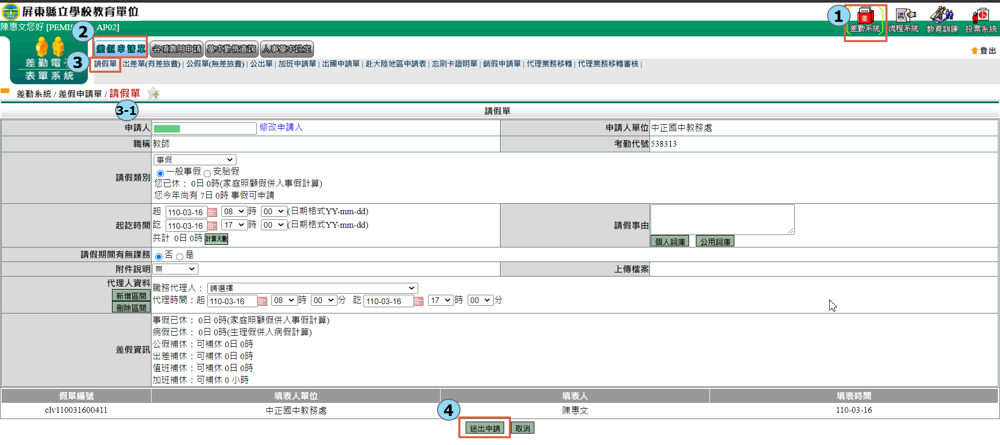 屏東縣立學校教育單位
陳惠文您好 [PEMIS _AP02]
1
差
差勤系統
流程系統
教育訓練
投票系統
2
差假申請單
各項費用申請
基本勤惰查詢
人事基本設定
登出
差勤電子
表單系統
3
請假單 | 出差單(有差旅費) | 公假單(無差旅費) | 公出單 | 加班申請單 | 出國申請單 | 赴大陸地區申請表 | 忘刷卡證明單 | 銷假申請單 | 代理業務移轉 | 代理業務移轉審核 |
差勤系統 / 差假申請單 / 請假單
3-1
請假單
申請人 修改申請人 申請人單位 中正國中教務處
職稱 教師 考勤代號 538313
請假類別 事假
一般事假 安胎假
您已休： 0日 0時(家庭照顧假併入事假計算)
您今年尚有 7日 0時 事假可申請
起訖時間 起 110-03-16 08 時 00 (日期格式YY-mm-dd)
訖 110-03-16 17 時 00 (日期格式YY-mm-dd)
共計 0日 0時 計算天數
請假事由
個人詞庫 公用詞庫
請假期間有無課務 否 是
附件說明 無 上傳檔案
代理人資料
新增區間
刪除區間
職務代理人： 請選擇
代理時間：起 110-03-16 08 時 00 分 訖 110-03-16 17 時 00 分
差假資訊
事假已休： 0日 0時(家庭照顧假併入事假計算)
病假已休： 0日 0時(生理假併入病假計算)
公假補休：可補休 0日 0時
出差補休：可補休 0日 0時
值班補休：可補休 0日 0時
加班補休：可補休 0 小時
假單編號 填表人單位 填表人 填表時間
clv110031600411 中正國中教務處 陳惠文 110-03-16
4
送出申請 取消